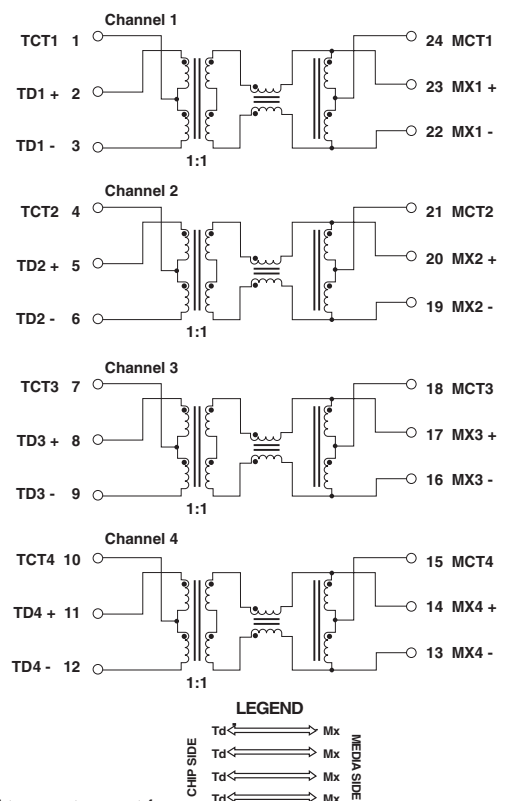 Channel 1
TCT1 1
24 MCT1
TD1 + 2
23 MX1 +
TD1 - 3
22 MX1 -
1:1
Channel 2
TCT2 4
21 MCT2
TD2 + 5
20 MX2 +
TD2 - 6
19 MX2 -
1:1
Channel 3
TCT3 7
18 MCT3
TD3 + 8
17 MX3 +
TD3 - 9
16 MX3 -
1:1
Channel 4
TCT4 10
15 MCT4
TD4 + 11
14 MX4 +
TD4 - 12
13 MX4 -
1:1
LEGEND
CHIP SIDE
Td Mx
Td Mx
Td Mx
Td Mx
MEDIA SIDE